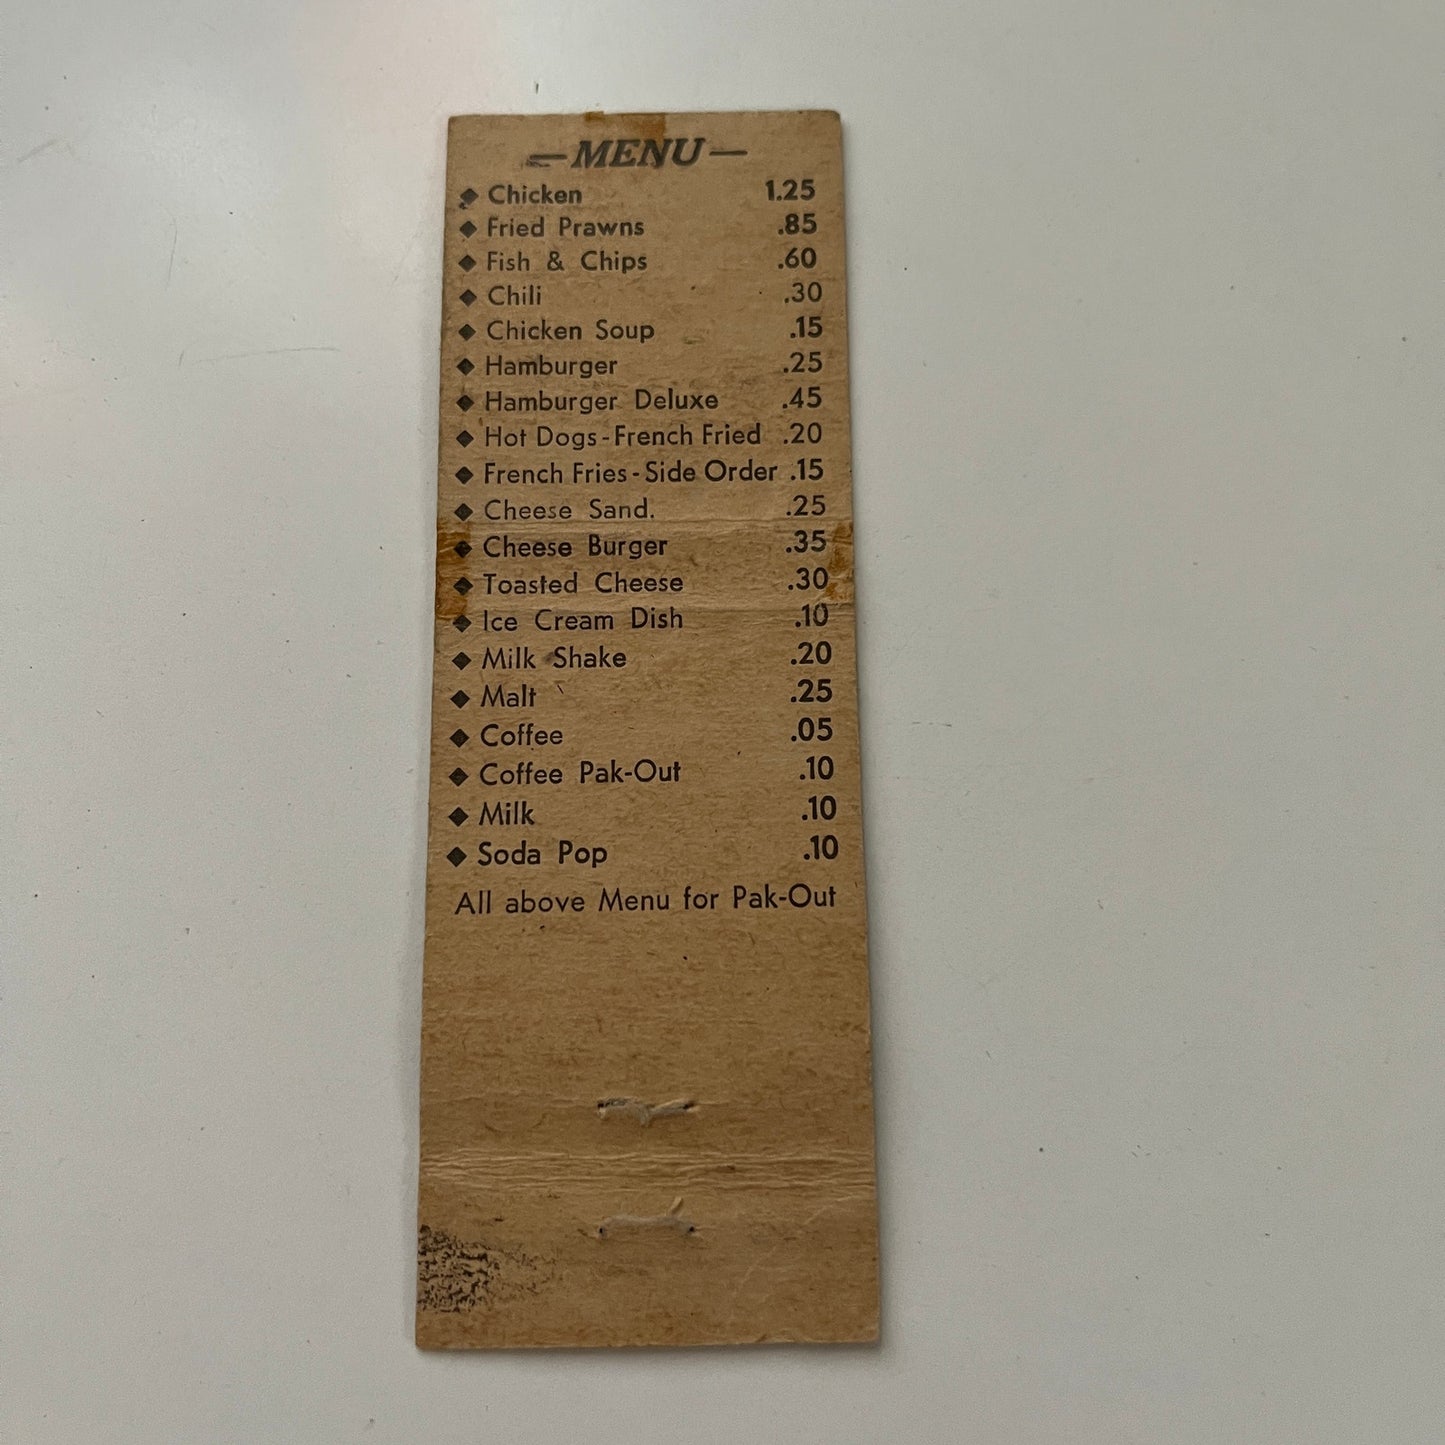 —MENU—
◆ Chicken 1.25
◆ Fried Prawns .85
◆ Fish & Chips .60
◆ Chili .30
◆ Chicken Soup .15
◆ Hamburger .25
◆ Hamburger Deluxe .45
◆ Hot Dogs-French Fried .20
◆ French Fries-Side Order .15
◆ Cheese Sand. .25
◆ Cheese Burger .35
◆ Toasted Cheese .30
◆ Ice Cream Dish .10
◆ Milk Shake .20
◆ Malt .25
◆ Coffee .05
◆ Coffee Pak-Out .10
◆ Milk .10
◆ Soda Pop .10
All above Menu for Pak-Out